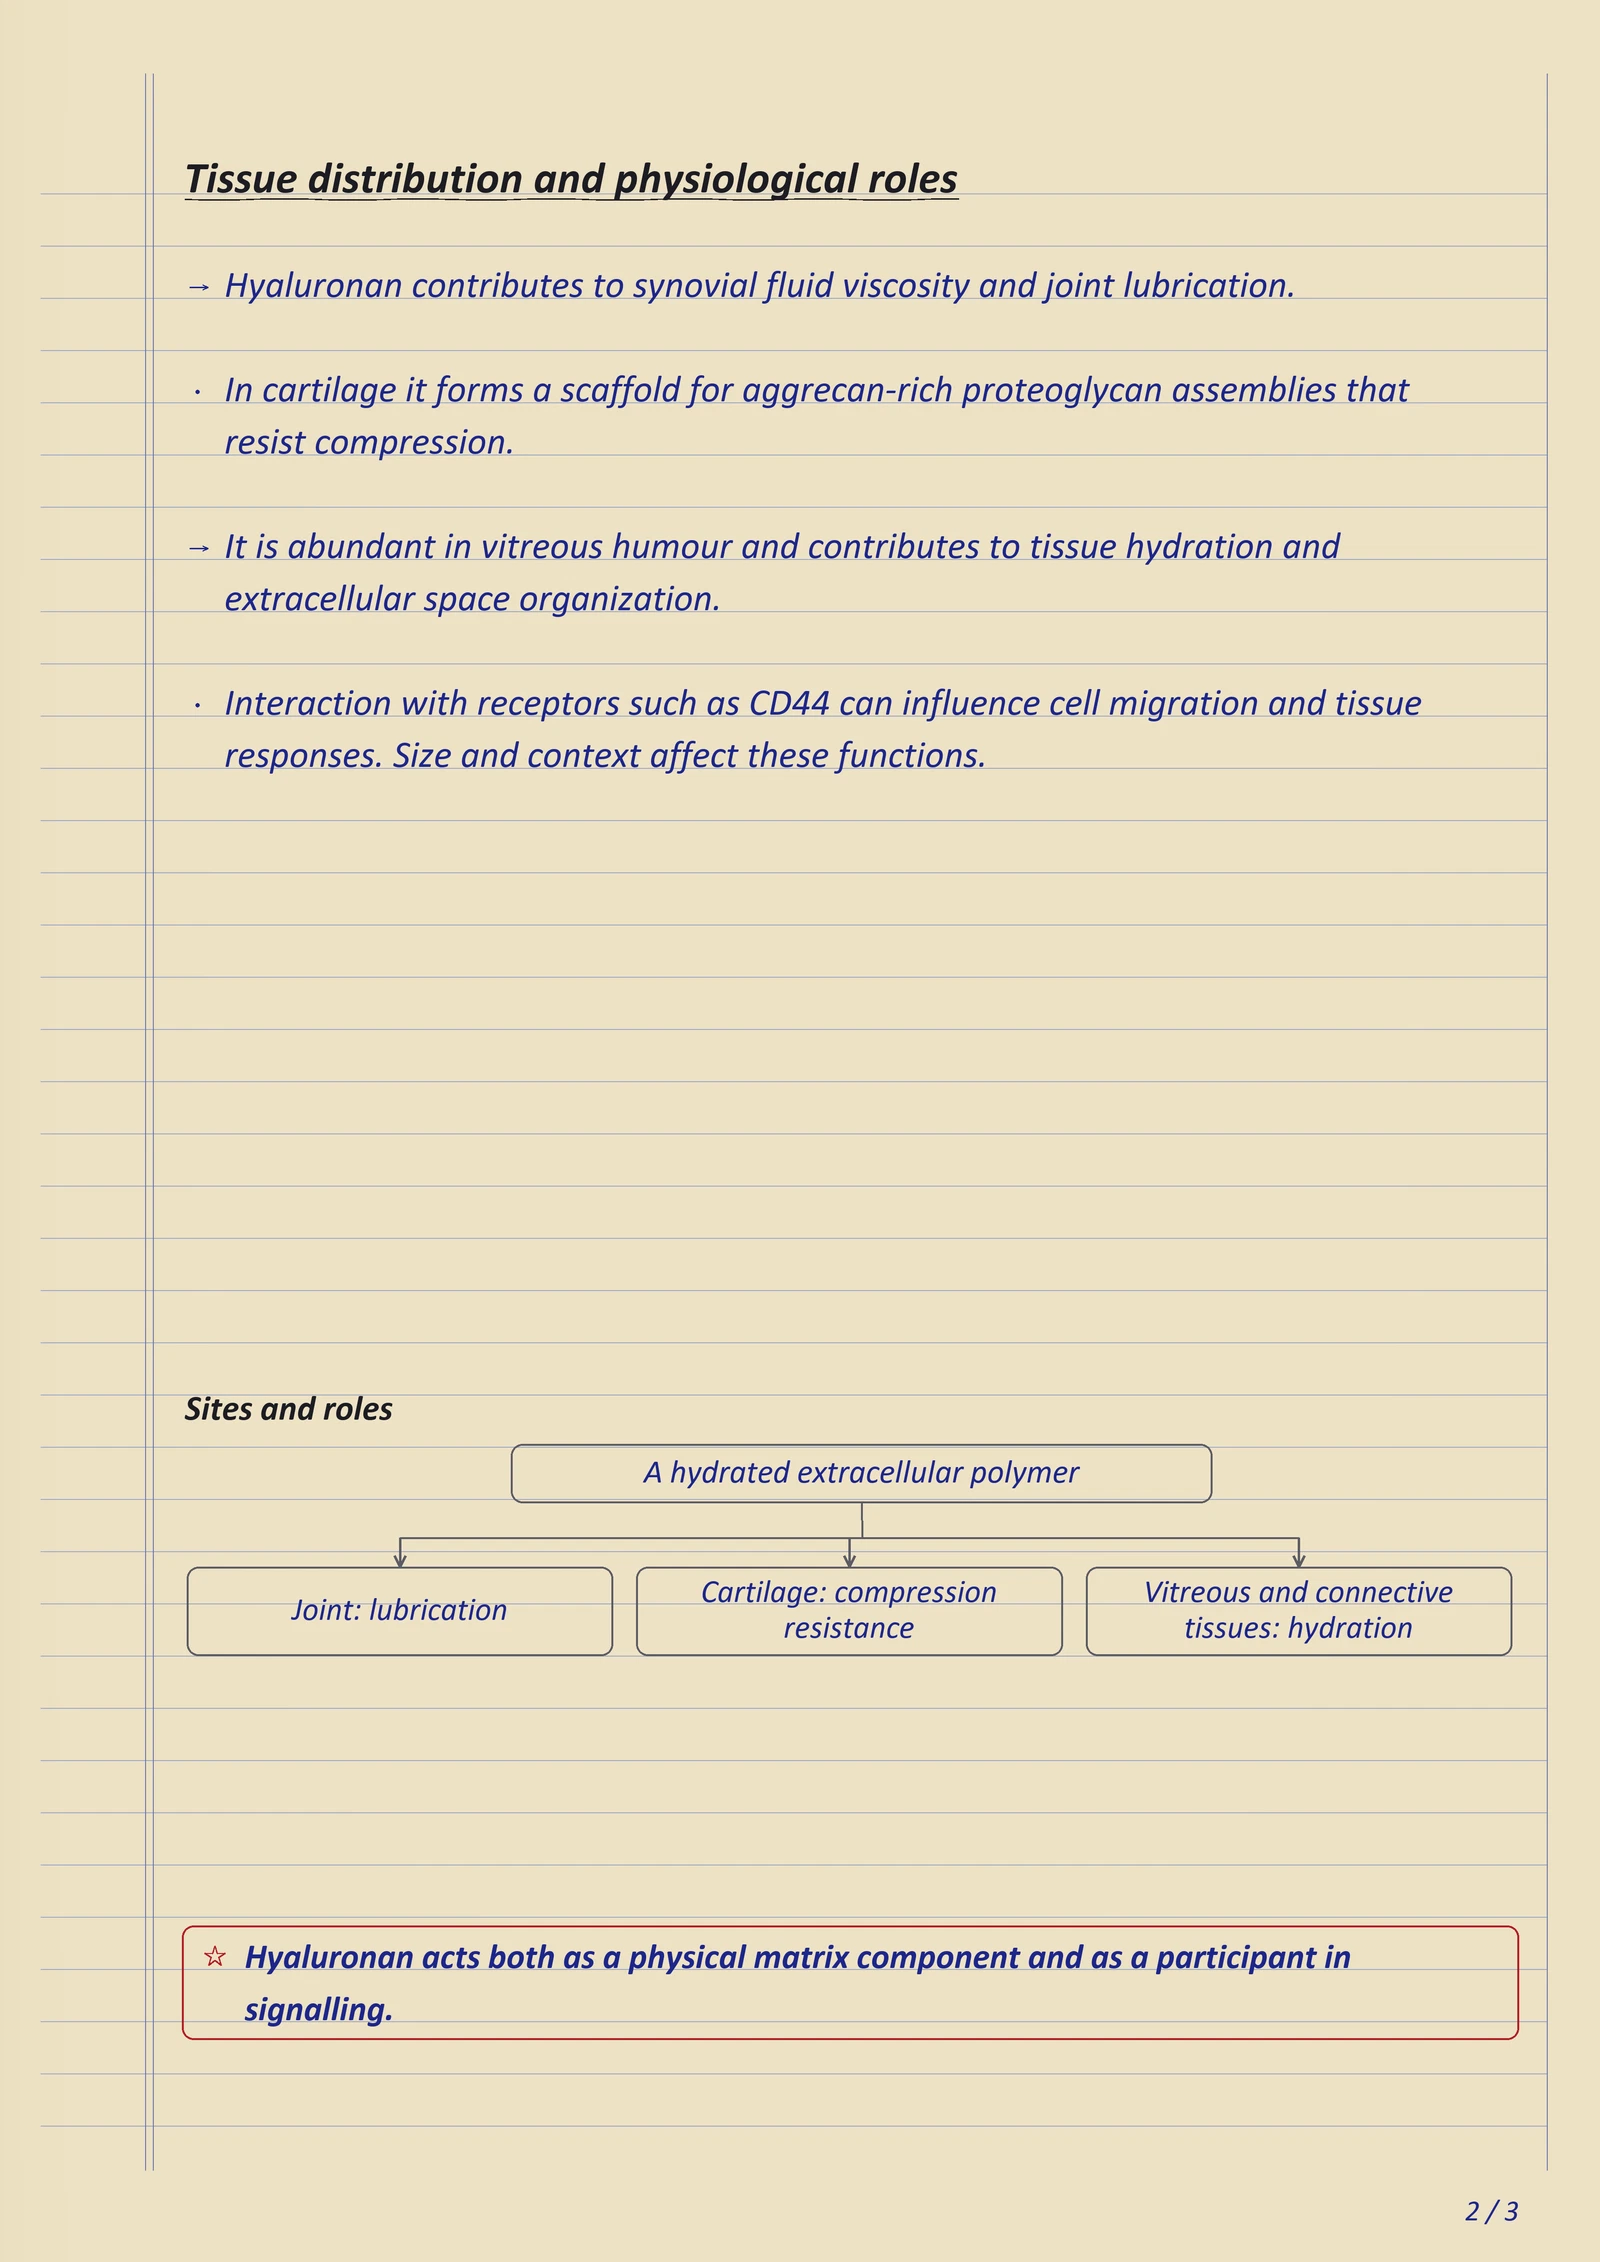 Tissue distribution and physiological roles
→ Hyaluronan contributes to synovial fluid viscosity and joint lubrication.
· In cartilage it forms a scaffold for aggrecan-rich proteoglycan assemblies that
resist compression.
→ It is abundant in vitreous humour and contributes to tissue hydration and
extracellular space organization.
· Interaction with receptors such as CD44 can influence cell migration and tissue
responses. Size and context affect these functions.
Sites and roles
A hydrated extracellular polymer
Joint: lubrication
Cartilage: compression
resistance
Vitreous and connective
tissues: hydration
☆ Hyaluronan acts both as a physical matrix component and as a participant in
signalling.
2 / 3